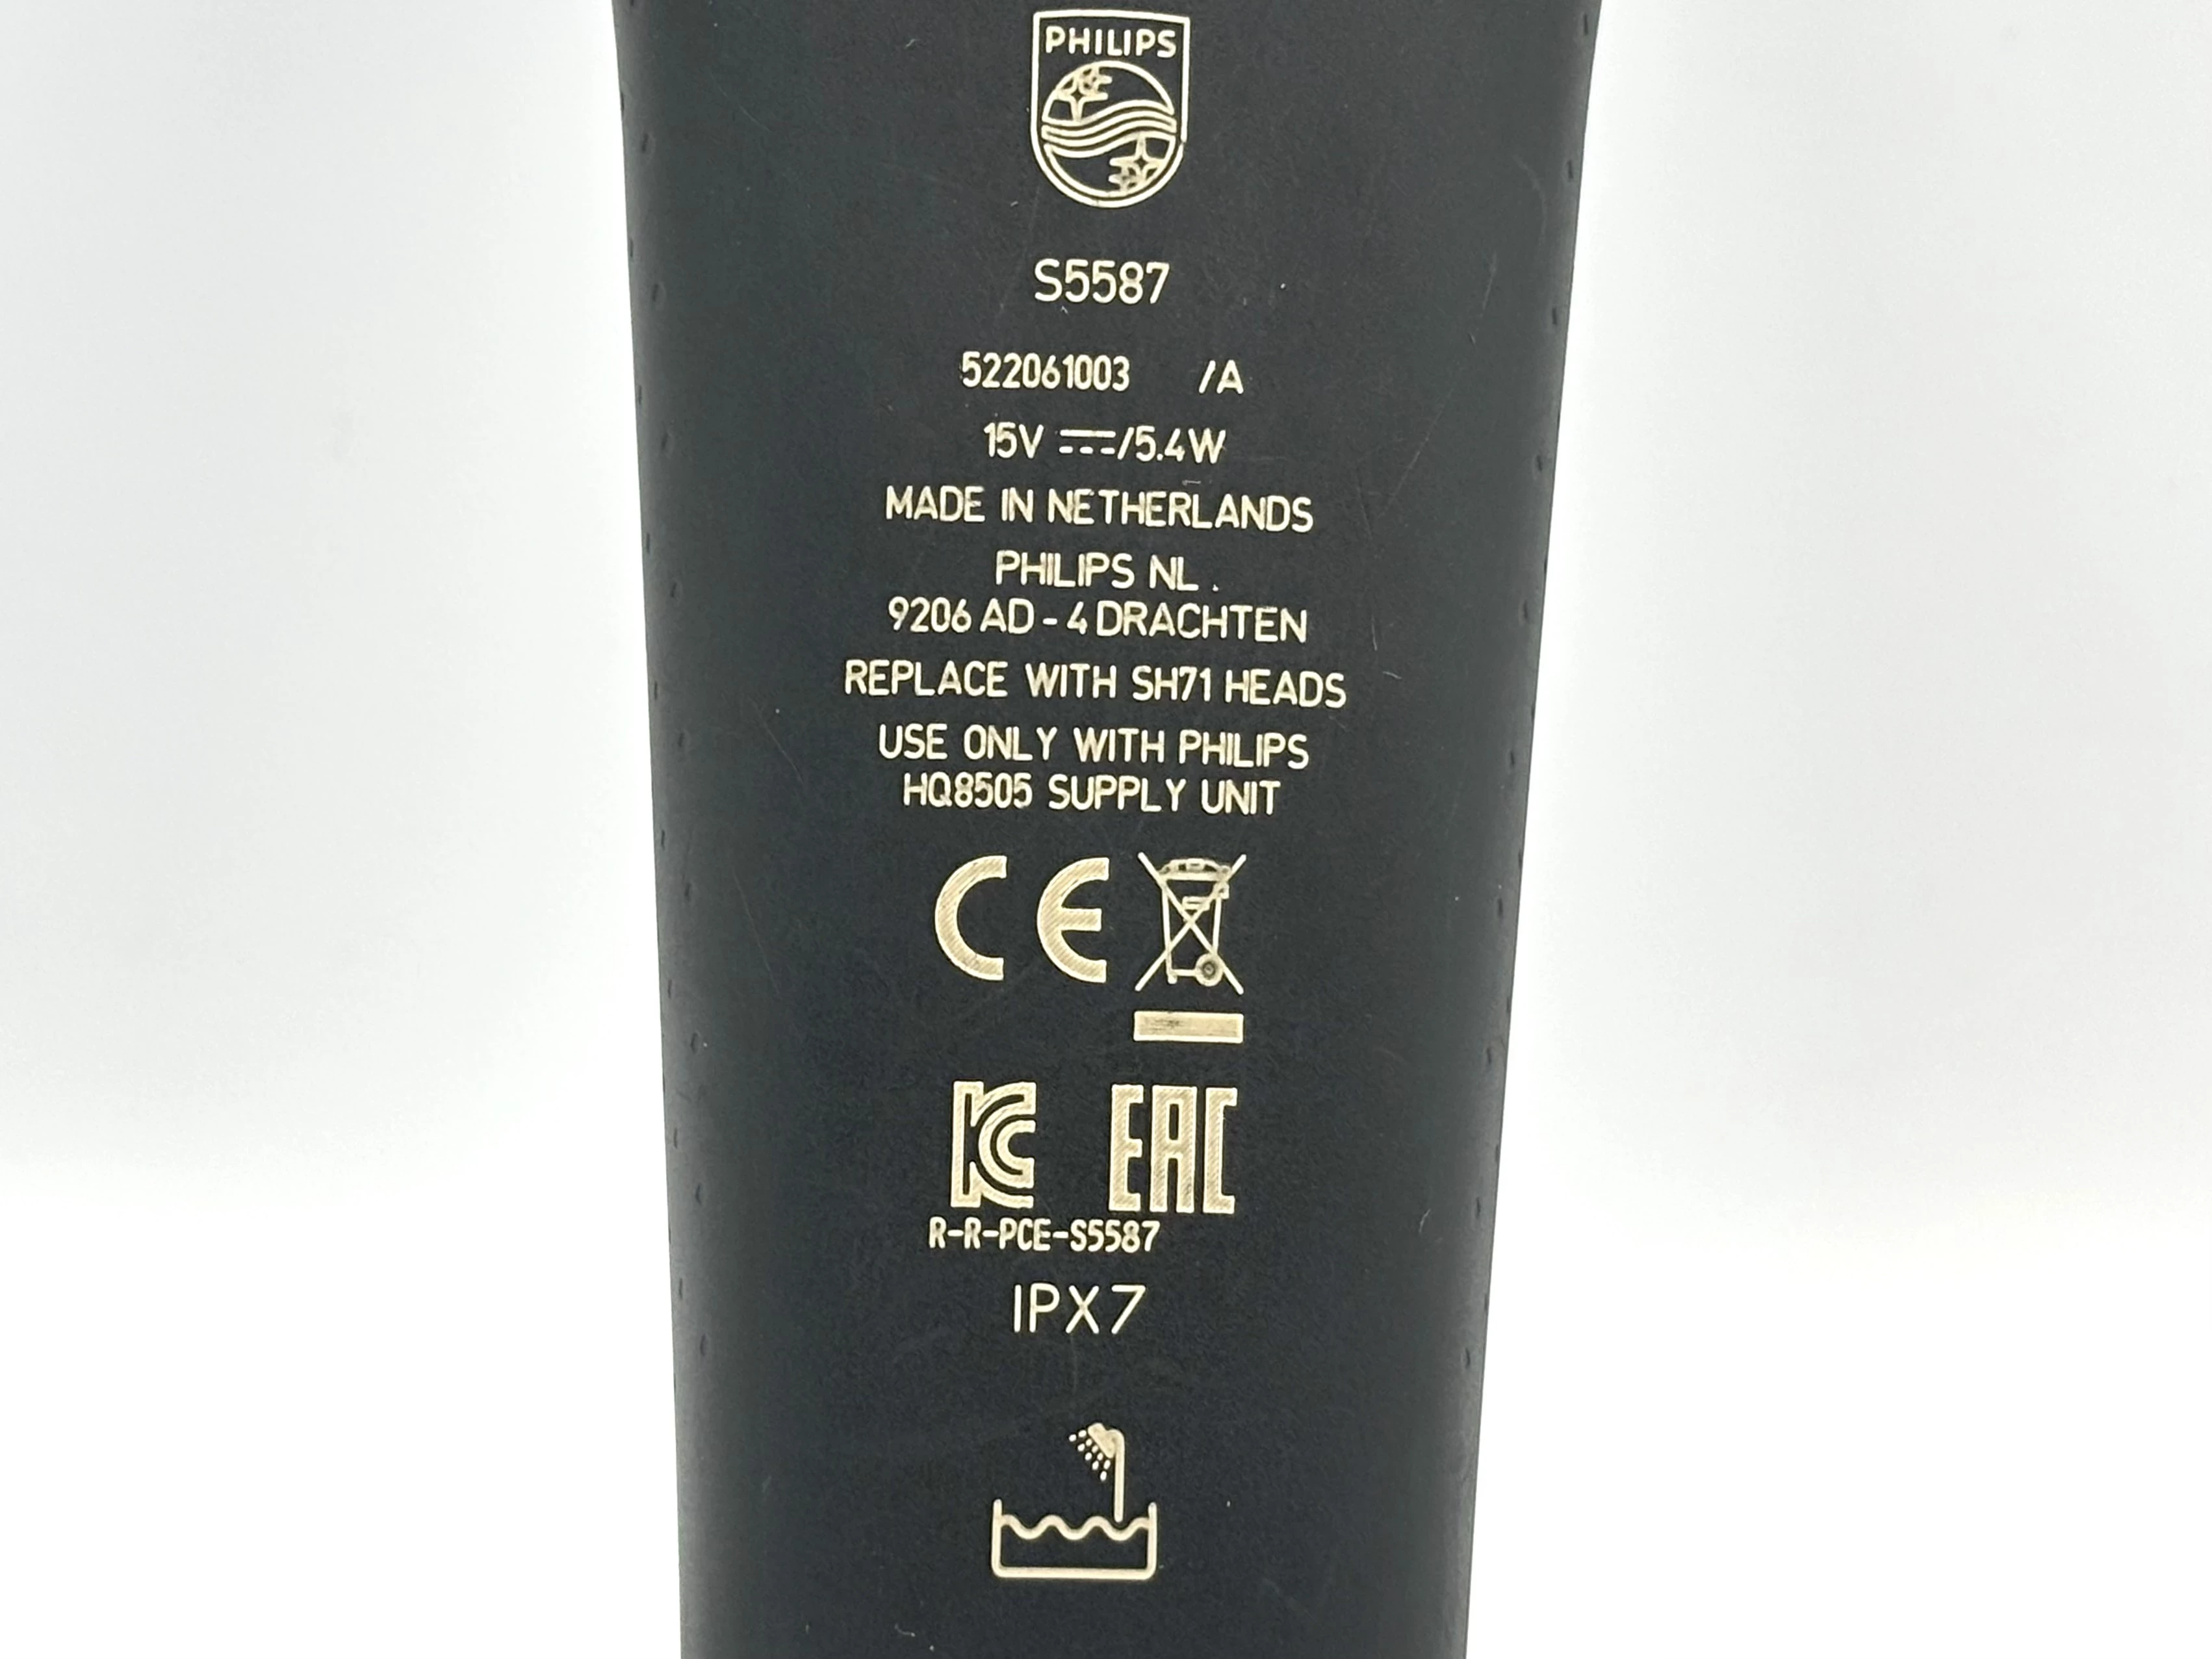 PHILIPS
S5587
522061003 /A
15V ⎓/5.4W
MADE IN NETHERLANDS
PHILIPS NL .
9206 AD - 4 DRACHTEN
REPLACE WITH SH71 HEADS
USE ONLY WITH PHILIPS
HQ8505 SUPPLY UNIT
CE
KC EAC
R-R-PCE-S5587
IPX7